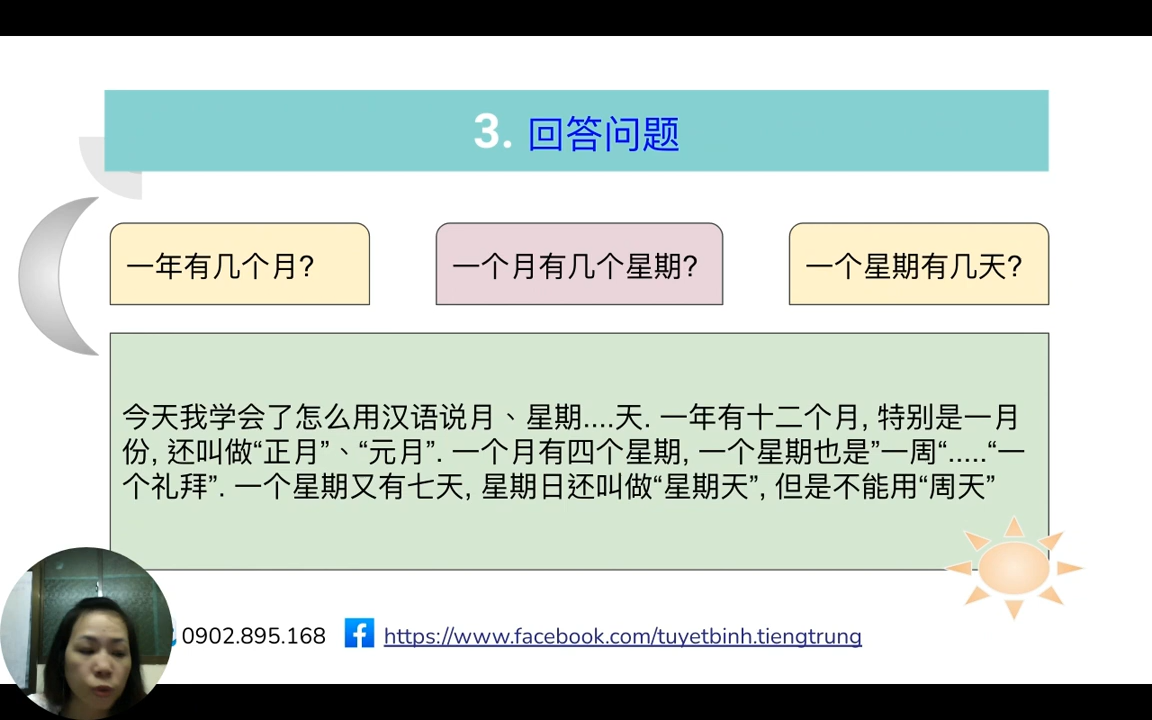 3. 回答问题
一年有几个月?
一个月有几个星期?
一个星期有几天?
今天我学会了怎么用汉语说月、星期....天. 一年有十二个月, 特别是一月
份, 还叫做“正月”、“元月”. 一个月有四个星期, 一个星期也是”一周“.....“一
个礼拜”. 一个星期又有七天, 星期日还叫做“星期天”, 但是不能用“周天”
0902.895.168
https://www.facebook.com/tuyetbinh.tiengtrung